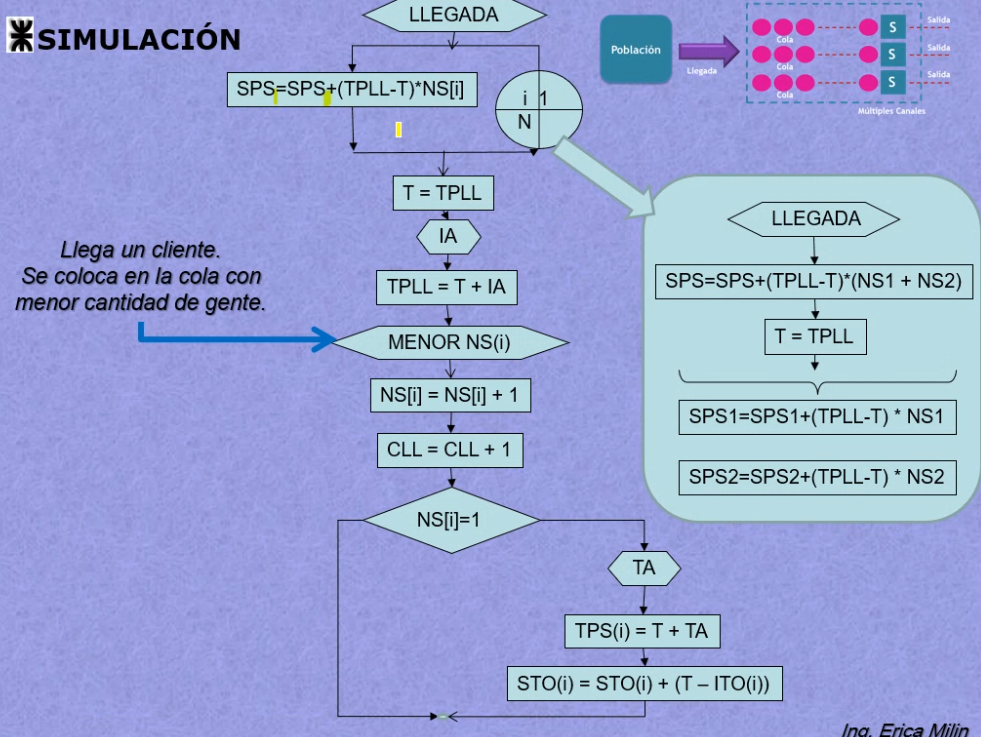 SIMULACIÓN
LLEGADA
SPS=SPS+(TPLL-T)*NS[i]
i 1
N
T = TPLL
IA
TPLL = T + IA
MENOR NS(i)
NS[i] = NS[i] + 1
CLL = CLL + 1
NS[i]=1
TA
TPS(i) = T + TA
STO(i) = STO(i) + (T – ITO(i))
Llega un cliente.
Se coloca en la cola con
menor cantidad de gente.
Población
Llegada
Cola
Cola
Cola
S
S
S
Salida
Salida
Salida
Múltiples Canales
LLEGADA
SPS=SPS+(TPLL-T)*(NS1 + NS2)
T = TPLL
SPS1=SPS1+(TPLL-T) * NS1
SPS2=SPS2+(TPLL-T) * NS2
Ing. Erica Milin